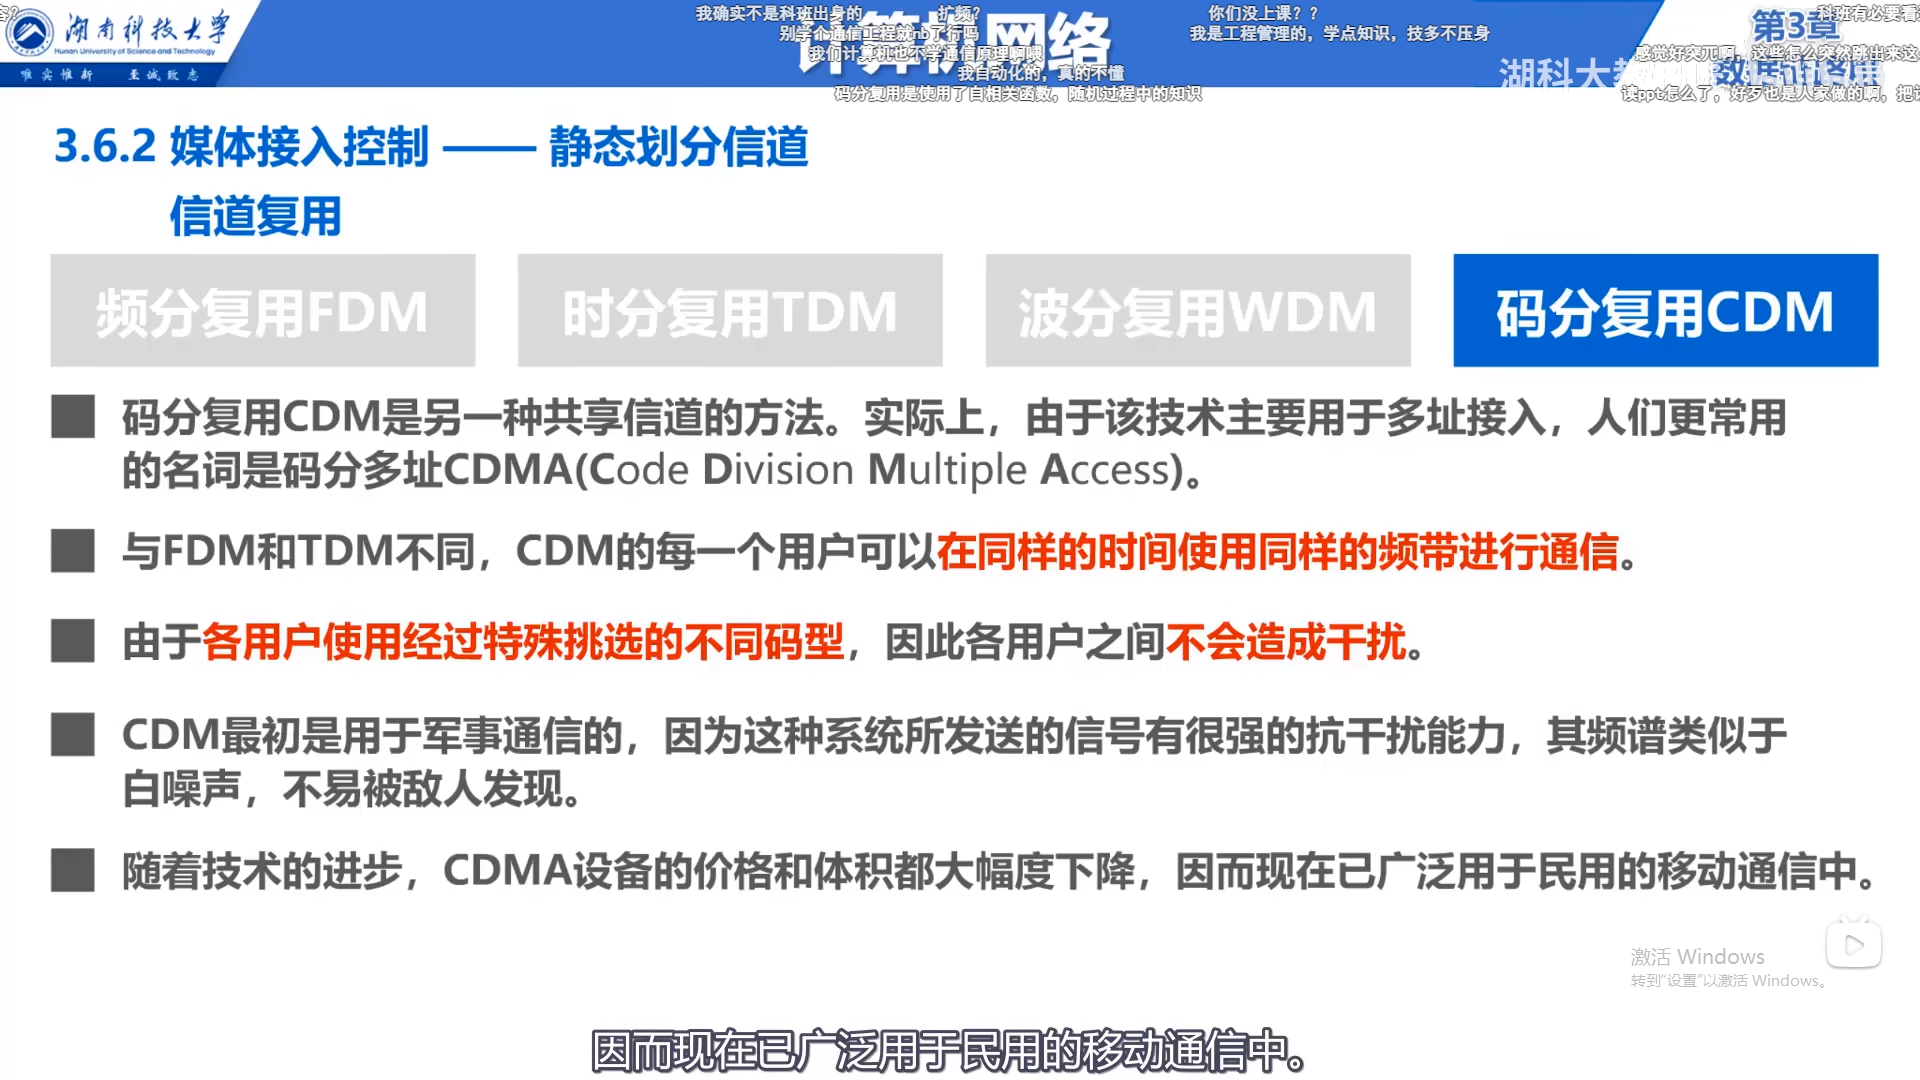 湖南科技大学
Hunan University of Science and Technology
唯实惟新 至诚致志
计算机网络
第3章
我确实不是科班出身的
扩频？
你们没上课？？
科班有必要看
别学个通信工程就nb了行吗
我是工程管理的，学点知识，技多不压身
我们计算机也不学通信原理啊喂
感觉好突兀啊，这些怎么突然跳出来这
我自动化的，真的不懂
湖科大教
码分复用是使用了自相关函数，随机过程中的知识
读ppt怎么了，好歹也是人家做的啊，把
3.6.2 媒体接入控制 —— 静态划分信道
信道复用
频分复用FDM
时分复用TDM
波分复用WDM
码分复用CDM
码分复用CDM是另一种共享信道的方法。实际上，由于该技术主要用于多址接入，人们更常用
的名词是码分多址CDMA(Code Division Multiple Access)。
与FDM和TDM不同，CDM的每一个用户可以在同样的时间使用同样的频带进行通信。
由于各用户使用经过特殊挑选的不同码型，因此各用户之间不会造成干扰。
CDM最初是用于军事通信的，因为这种系统所发送的信号有很强的抗干扰能力，其频谱类似于
白噪声，不易被敌人发现。
随着技术的进步，CDMA设备的价格和体积都大幅度下降，因而现在已广泛用于民用的移动通信中。
激活 Windows
转到“设置”以激活 Windows。
因而现在已广泛用于民用的移动通信中。